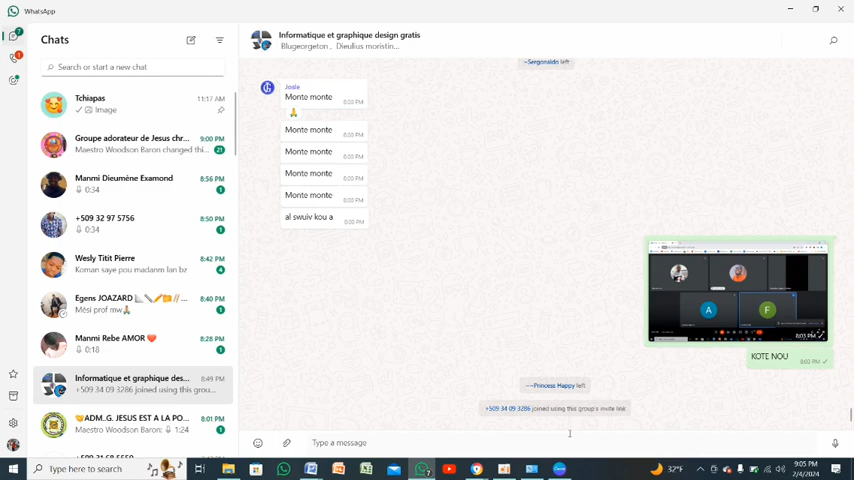 WhatsApp
7
Chats
Informatique et graphique design gratis
Blugeorgeton , Dieulius moristin...
1
Search or start a new chat
~Sergonaldo left
Tchiapas
11:17 AM
Image
Groupe adorateur de Jesus chr...
9:00 PM
Maestro Woodson Baron changed thi...
21
Manmi Dieumène Examond
8:56 PM
0:34
1
+509 32 97 5756
8:50 PM
0:34
1
Wesly Titit Pierre
8:42 PM
Koman saye pou madanm lan bz
4
Egens JOAZARD
8:40 PM
Mèsi prof mw🙏
1
Manmi Rebe AMOR ❤️
8:28 PM
0:18
1
Informatique et graphique des...
8:49 PM
+509 34 09 3286 joined using this grou...
ADM..G. JESUS EST A LA PO...
8:01 PM
Maestro Woodson Baron: 1:24
1
Josie
Monte monte
8:00 PM
🙏
Monte monte
8:00 PM
Monte monte
8:00 PM
Monte monte
8:00 PM
Monte monte
8:00 PM
al swuiv kou a
8:00 PM
A
F
8:03 PM
KOTE NOU
8:00 PM
~~Princess Happy left
+509 34 09 3286 joined using this group's invite link
Type a message
Type here to search
7
32°F
9:05 PM
2/4/2024